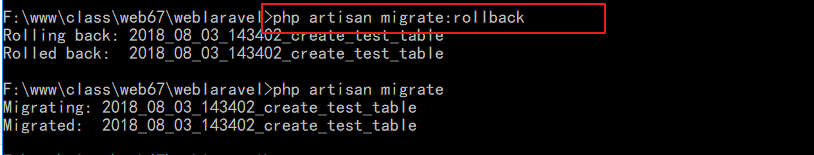 F:\www\class\web67\weblaravel>php artisan migrate:rollback
Rolling back: 2018_08_03_143402_create_test_table
Rolled back:  2018_08_03_143402_create_test_table
F:\www\class\web67\weblaravel>php artisan migrate
Migrating: 2018_08_03_143402_create_test_table
Migrated:  2018_08_03_143402_create_test_table